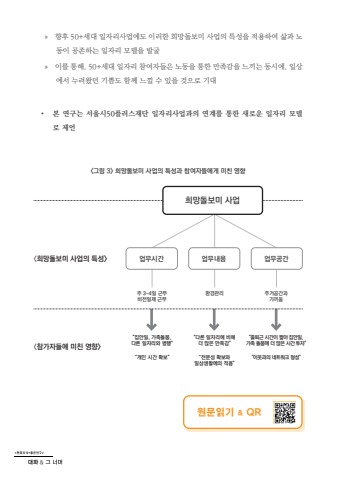 » 향후 50+세대 일자리사업에도 이러한 희망돌보미 사업의 특성을 적용하여 삶과 노
동이 공존하는 일자리 모델을 발굴
» 이를 통해, 50+세대 일자리 참여자들은 노동을 통한 만족감을 느끼는 동시에, 일상
에서 누려왔던 기쁨도 함께 느낄 수 있을 것으로 기대
• 본 연구는 서울시50플러스재단 일자리사업과의 연계를 통한 새로운 일자리 모델
로 제언
<그림 3> 희망돌보미 사업의 특성과 참여자들에게 미친 영향
희망돌보미 사업
<희망돌보미 사업의 특성>
업무시간 업무내용 업무공간
주 3~4일 근무 환경관리 주거공간과
비전일제 근무 가까움
<참가자들에 미친 영향>
"집안일, 가족돌봄, "다른 일자리에 비해 "출퇴근 시간이 짧아 집안일,
다른 일자리와 병행" 더 많은 만족감" 가족 돌봄에 더 많은 시간 투자"
"개인 시간 확보" "전문성 확보와 "이웃과의 네트워크 형성"
일상생활에의 적용"
원문읽기 & QR
대화 & 그 너머